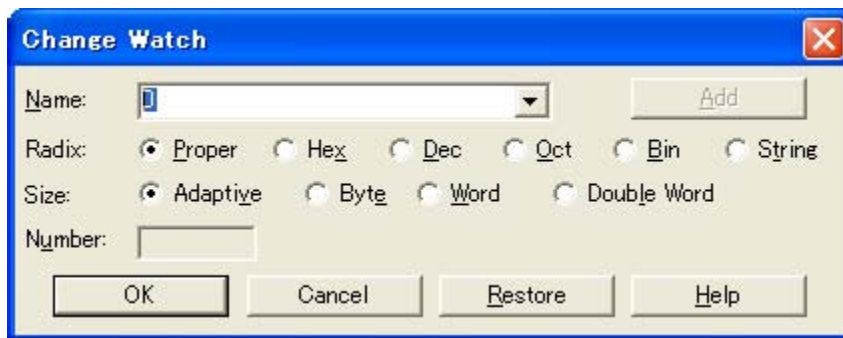 Change Watch
Name: Add
Radix: Proper Hex Dec Oct Bin String
Size: Adaptive Byte Word Double Word
Number:
OK Cancel Restore Help